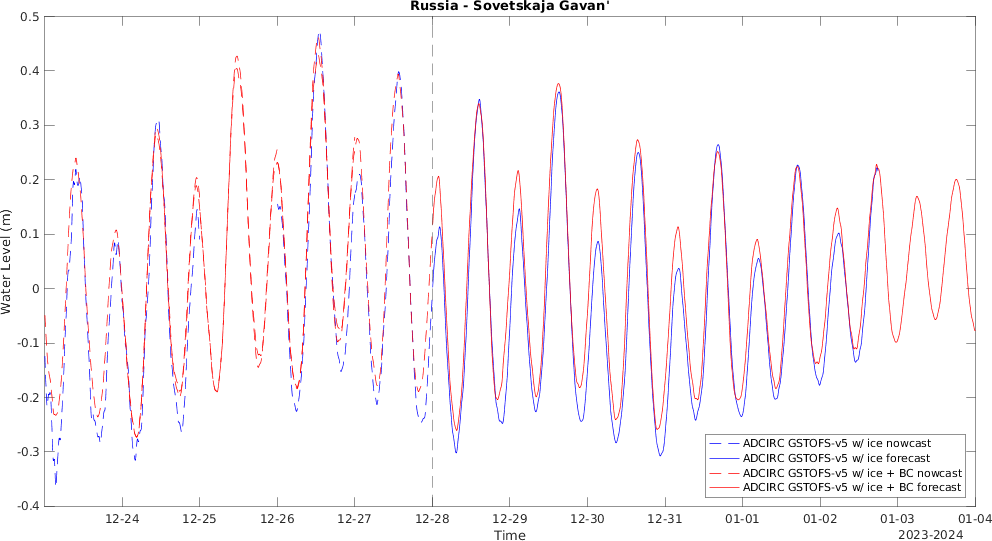 Russia - Sovetskaja Gavan'
0.5
0.4
0.3
0.2
0.1
0
-0.1
-0.2
-0.3
-0.4
Water Level (m)
12-24 12-25 12-26 12-27 12-28 12-29 12-30 12-31 01-01 01-02 01-03 01-04
Time
2023-2024
ADCIRC GSTOFS-v5 w/ ice nowcast
ADCIRC GSTOFS-v5 w/ ice forecast
ADCIRC GSTOFS-v5 w/ ice + BC nowcast
ADCIRC GSTOFS-v5 w/ ice + BC forecast